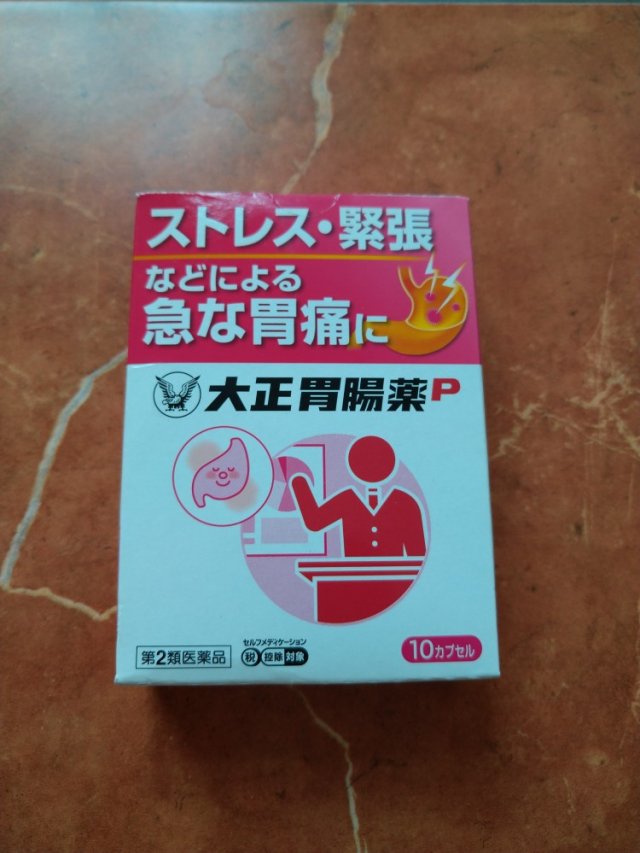 ストレス・緊張
などによる
急な胃痛に
大正胃腸薬P
第2類医薬品
セルフメディケーション
税 控除 対象
10カプセル